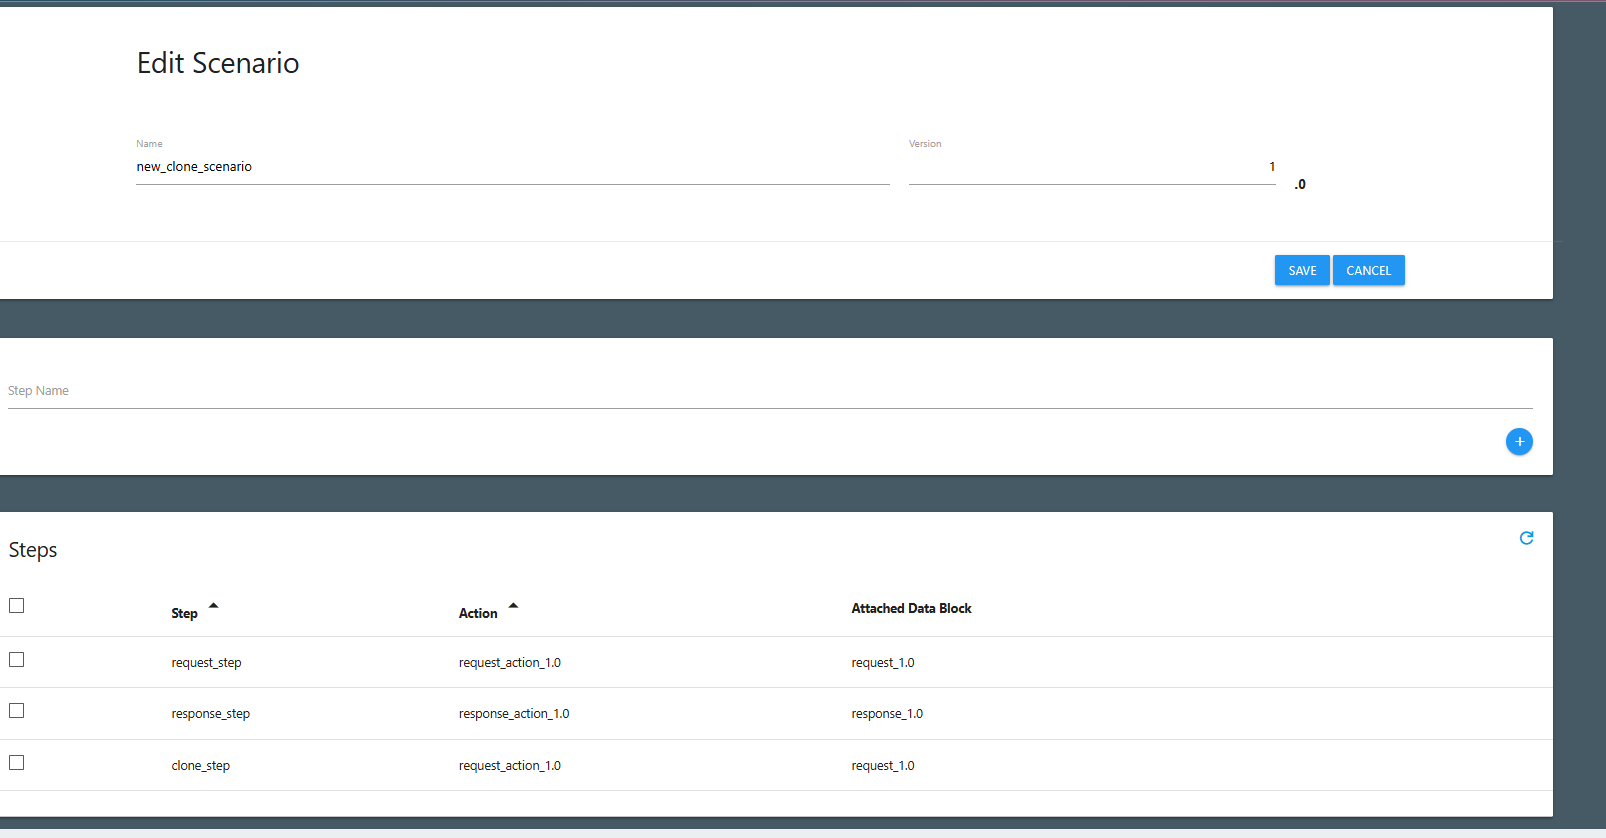 Edit Scenario
Name
Version
new_clone_scenario
1
.0
SAVE CANCEL
Step Name
+
Steps
Step Action Attached Data Block
request_step request_action_1.0 request_1.0
response_step response_action_1.0 response_1.0
clone_step request_action_1.0 request_1.0